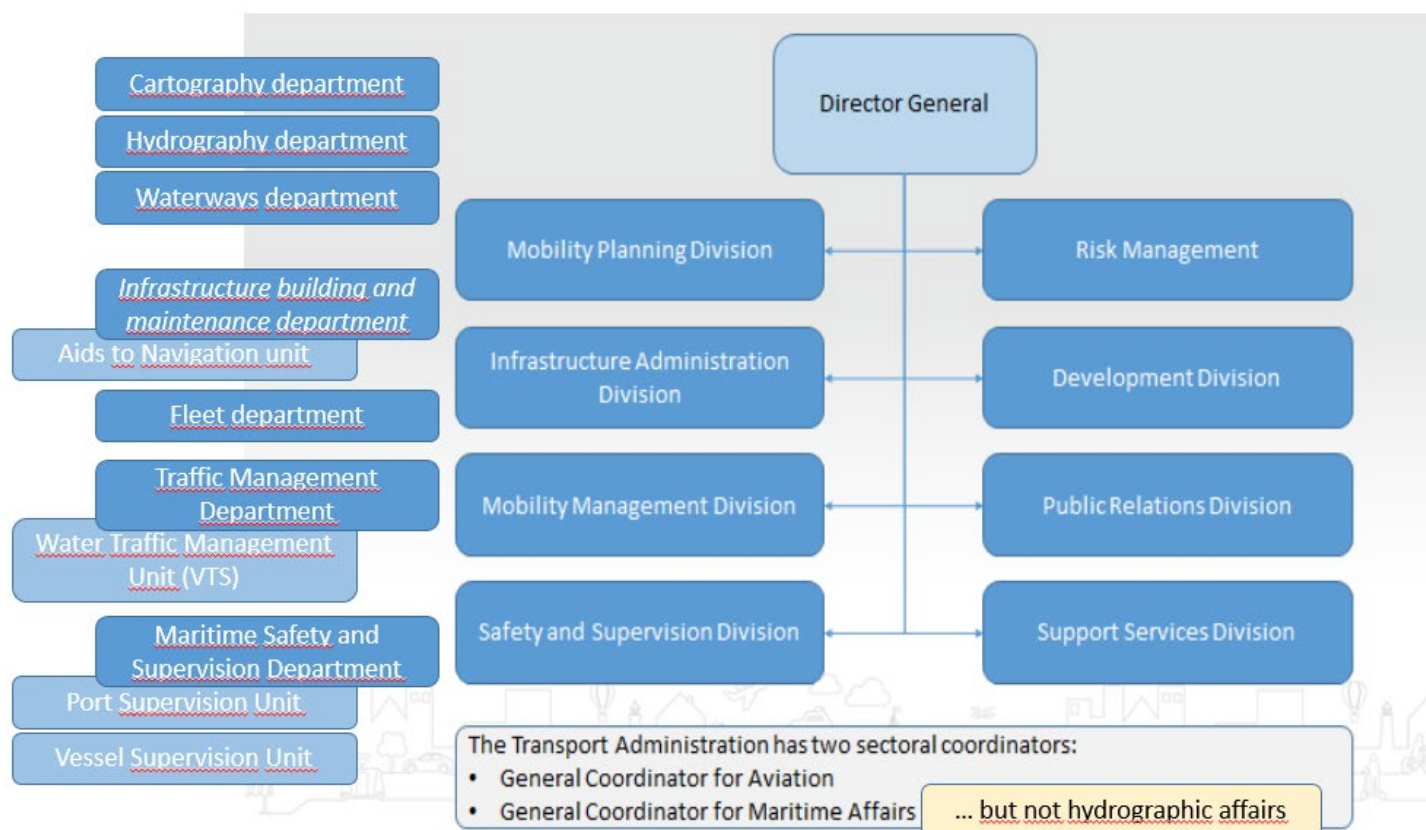 Director General
Cartography department
Hydrography department
Waterways department
Infrastructure building and
maintenance department
Aids to Navigation unit
Fleet department
Traffic Management
Department
Water Traffic Management
Unit (VTS)
Maritime Safety and
Supervision Department
Port Supervision Unit
Vessel Supervision Unit
Mobility Planning Division
Risk Management
Infrastructure Administration
Division
Development Division
Mobility Management Division
Public Relations Division
Safety and Supervision Division
Support Services Division
The Transport Administration has two sectoral coordinators:
• General Coordinator for Aviation
• General Coordinator for Maritime Affairs
... but not hydrographic affairs